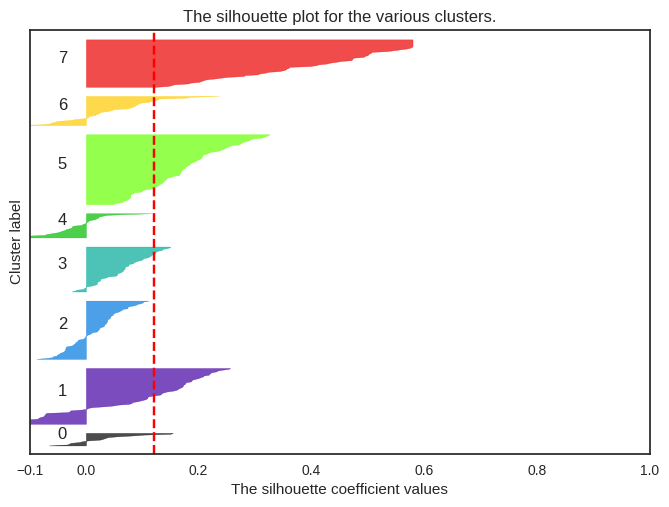 The silhouette plot for the various clusters.
7
6
5
4
3
2
1
0
Cluster label
−0.1 0.0 0.2 0.4 0.6 0.8 1.0
The silhouette coefficient values